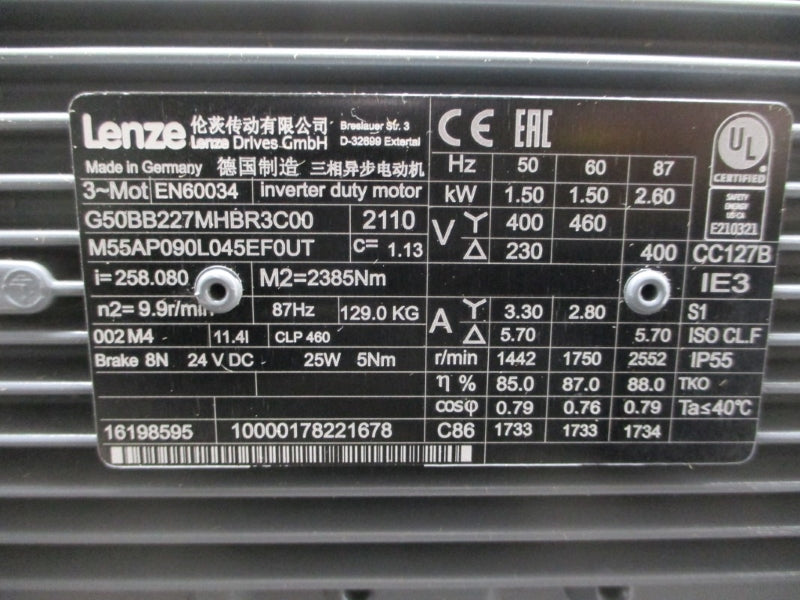 Lenze 伦茨传动有限公司 Breslauer Str. 3
Lenze Drives GmbH D-32699 Extertal
CE EAC
UL
CERTIFIED
SAFETY
ENERGY
US CA
E210321
Made in Germany 德国制造 三相异步电动机
Hz 50 60 87
3~Mot EN60034 inverter duty motor
kW 1.50 1.50 2.60
G50BB227MHBR3C00 2110
V Y 400 460
M55AP090L045EF0UT C= 1.13
△ 230 400 CC127B
i=258.080 M2=2385Nm
IE3
n2= 9.9r/min 87Hz 129.0 KG
A Y 3.30 2.80 S1
002 M4 11.4l CLP 460
△ 5.70 5.70 ISO CL.F
Brake 8N 24 V DC 25W 5Nm
r/min 1442 1750 2552 IP55
η % 85.0 87.0 88.0 TKO
cosφ 0.79 0.76 0.79 Ta≤40℃
16198595 10000178221678 C86 1733 1733 1734